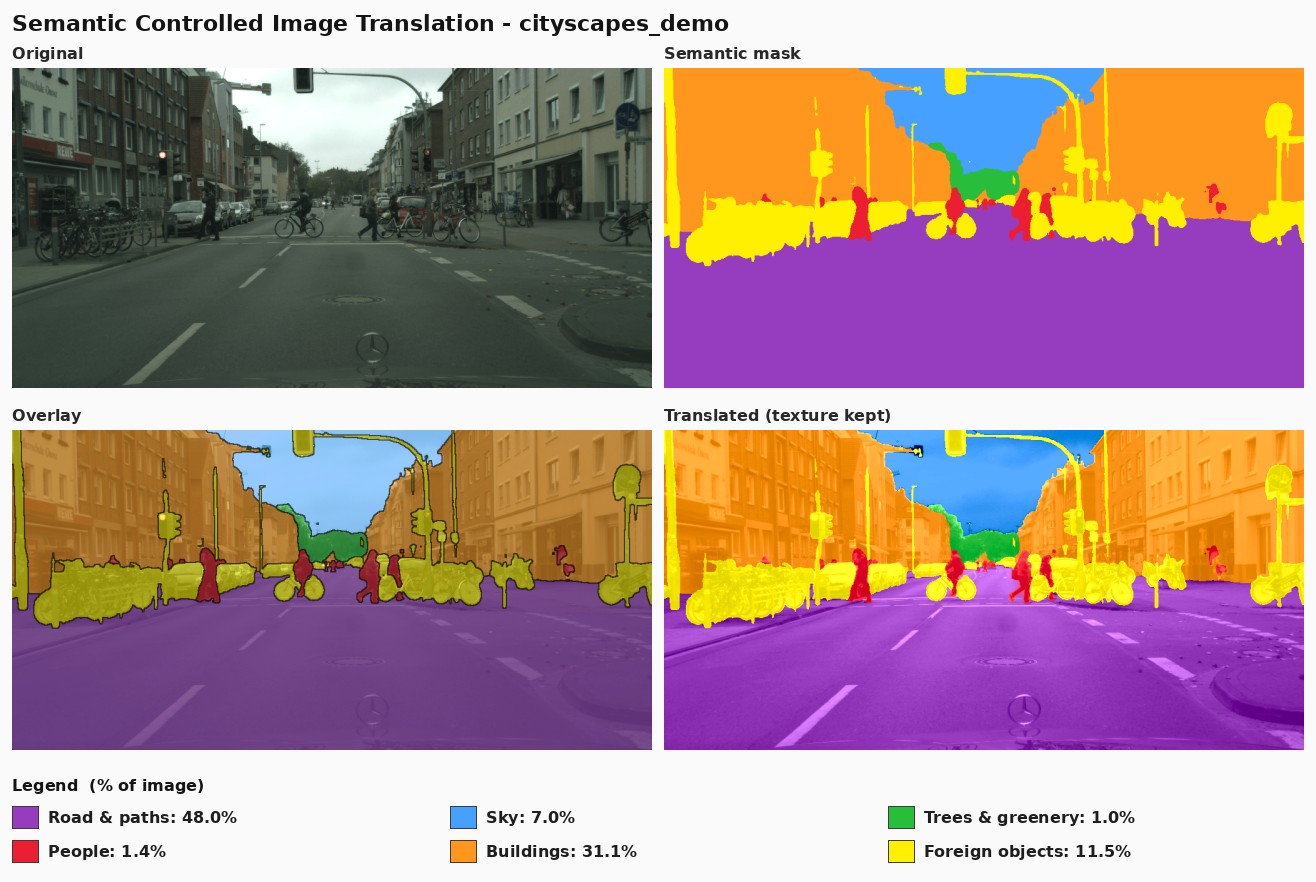 Semantic Controlled Image Translation - cityscapes_demo
Original
Semantic mask
Overlay
Translated (texture kept)
Legend  (% of image)
Road & paths: 48.0%
Sky: 7.0%
Trees & greenery: 1.0%
People: 1.4%
Buildings: 31.1%
Foreign objects: 11.5%